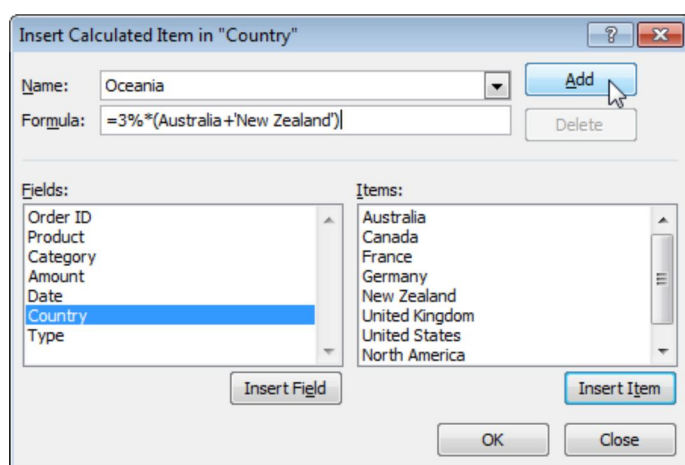 Insert Calculated Item in "Country"
Name: Oceania Add
Formula: =3%*(Australia+'New Zealand') Delete
Fields: Items:
Order ID Australia
Product Canada
Category France
Amount Germany
Date New Zealand
Country United Kingdom
Type United States
North America
Insert Field Insert Item
OK Close